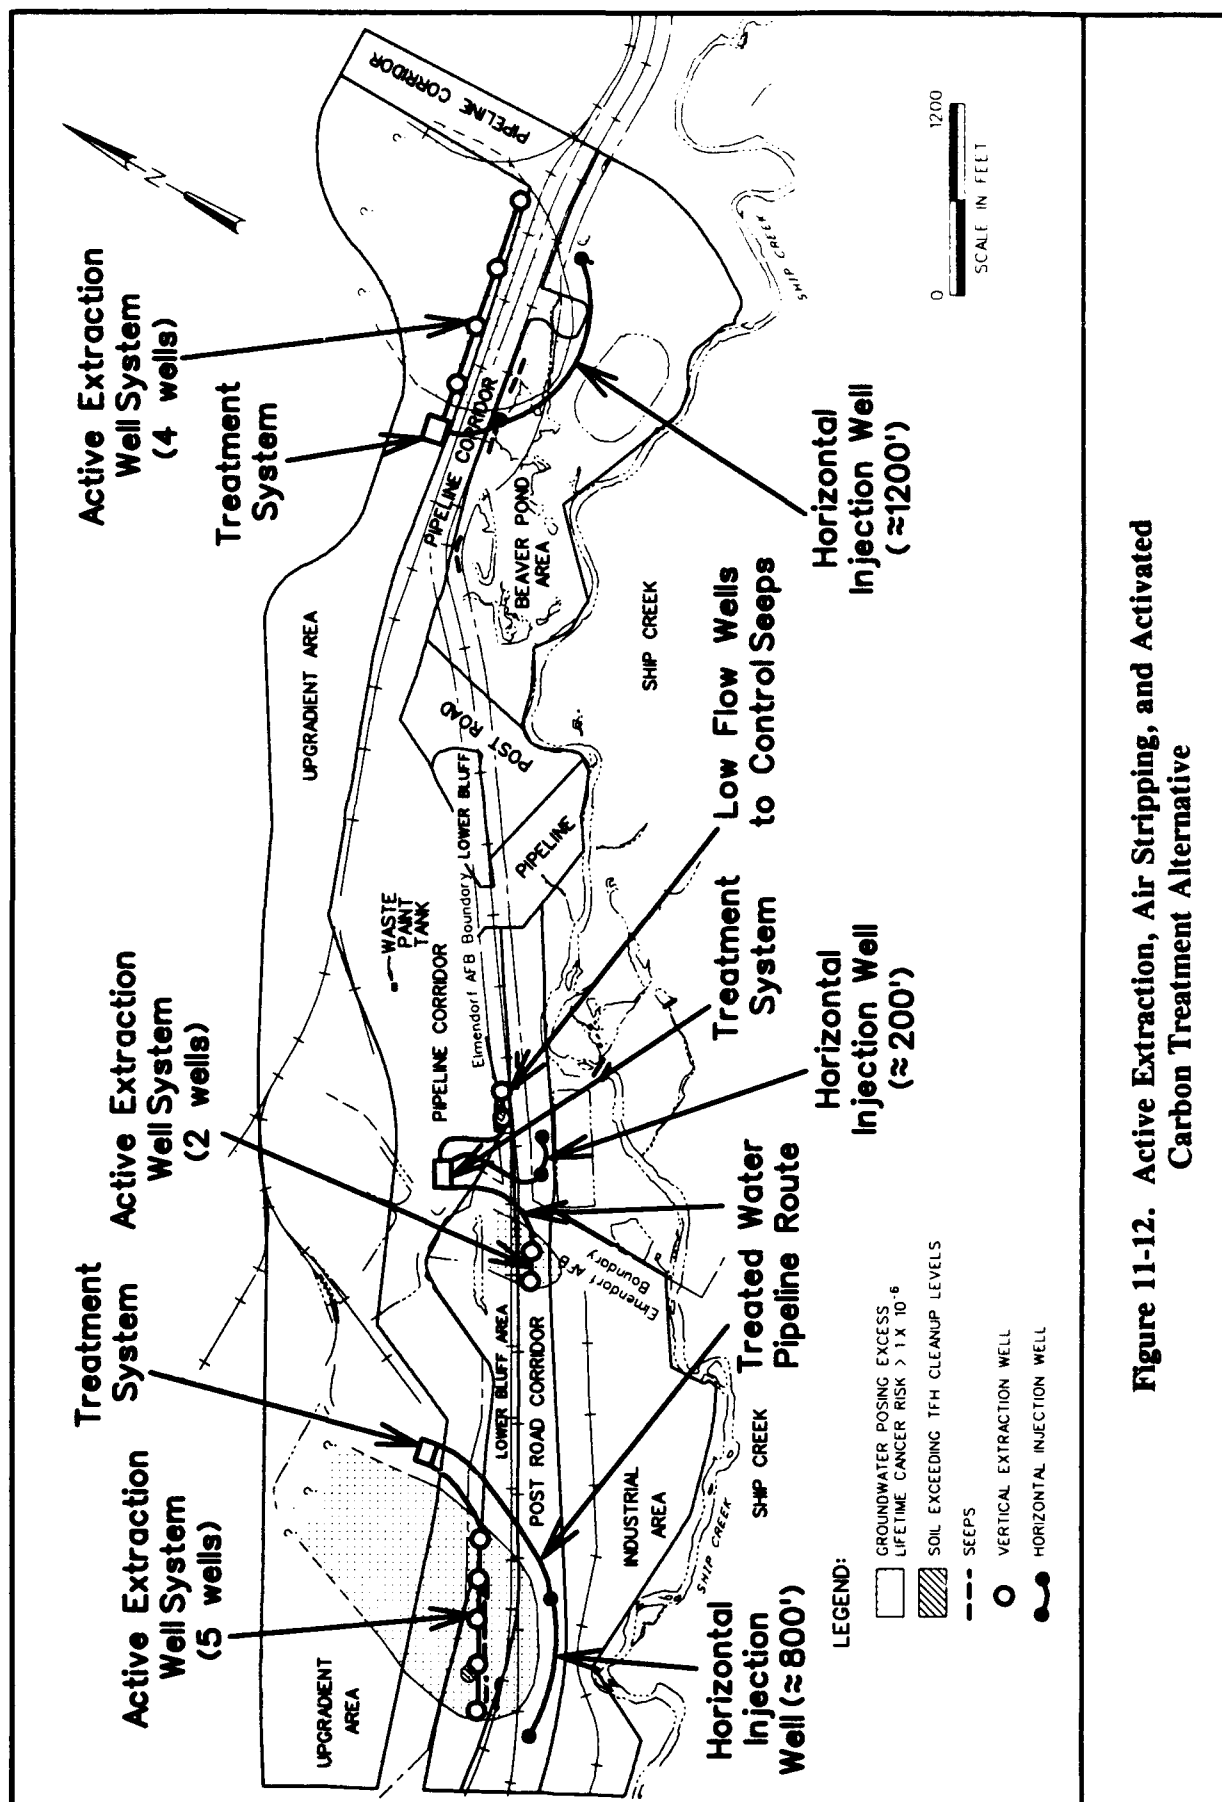 Active Extraction
Well System
(5 wells)
Treatment
System
Active Extraction
Well System
(2 wells)
Active Extraction
Well System
(4 wells)
Treatment
System
N
UPGRADIENT
AREA
UPGRADIENT AREA
PIPELINE CORRIDOR
PIPELINE CORRIDOR
?
?
?
?
?
WASTE
PAINT
TANK
PIPELINE CORRIDOR
Elmendorf AFB Boundary
LOWER BLUFF
POST ROAD
PIPELINE
PIPELINE CORRIDOR
BEAVER POND
AREA
LOWER BLUFF AREA
POST ROAD CORRIDOR
Elmendorf AFB
Boundary
INDUSTRIAL
AREA
SHIP CREEK
SHIP CREEK
SHIP CREEK
SHIP CREEK
SHIP CREEK
Horizontal
Injection
Well (≈800')
Treated Water
Pipeline Route
Horizontal
Injection Well
(≈200')
Treatment
System
Low Flow Wells
to Control Seeps
Horizontal
Injection Well
(≈1200')
0 1200
SCALE IN FEET
LEGEND:
GROUNDWATER POSING EXCESS
LIFETIME CANCER RISK > 1 X 10-6
SOIL EXCEEDING TFH CLEANUP LEVELS
SEEPS
VERTICAL EXTRACTION WELL
HORIZONTAL INJECTION WELL
Figure 11-12. Active Extraction, Air Stripping, and Activated
Carbon Treatment Alternative